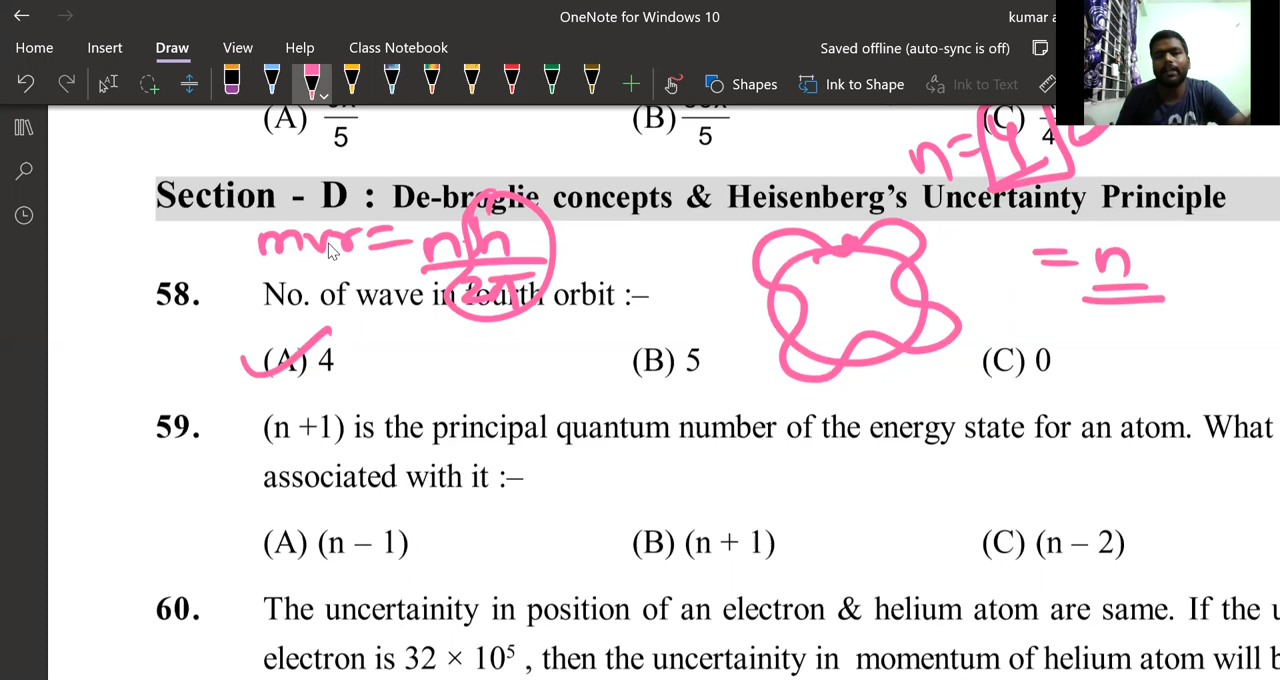 OneNote for Windows 10
kumar a
Home Insert Draw View Help Class Notebook
Saved offline (auto-sync is off)
Shapes Ink to Shape Ink to Text
(A) 5 (B) 5 (C) 4
n=4
Section - D : De-broglie concepts & Heisenberg's Uncertainty Principle
mvr = nh/2π
= n
58. No. of wave in fourth orbit :–
(A) 4 (B) 5 (C) 0
59. (n +1) is the principal quantum number of the energy state for an atom. What
associated with it :–
(A) (n – 1) (B) (n + 1) (C) (n – 2)
60. The uncertainity in position of an electron & helium atom are same. If the
electron is 32 × 10⁵ , then the uncertainity in momentum of helium atom will